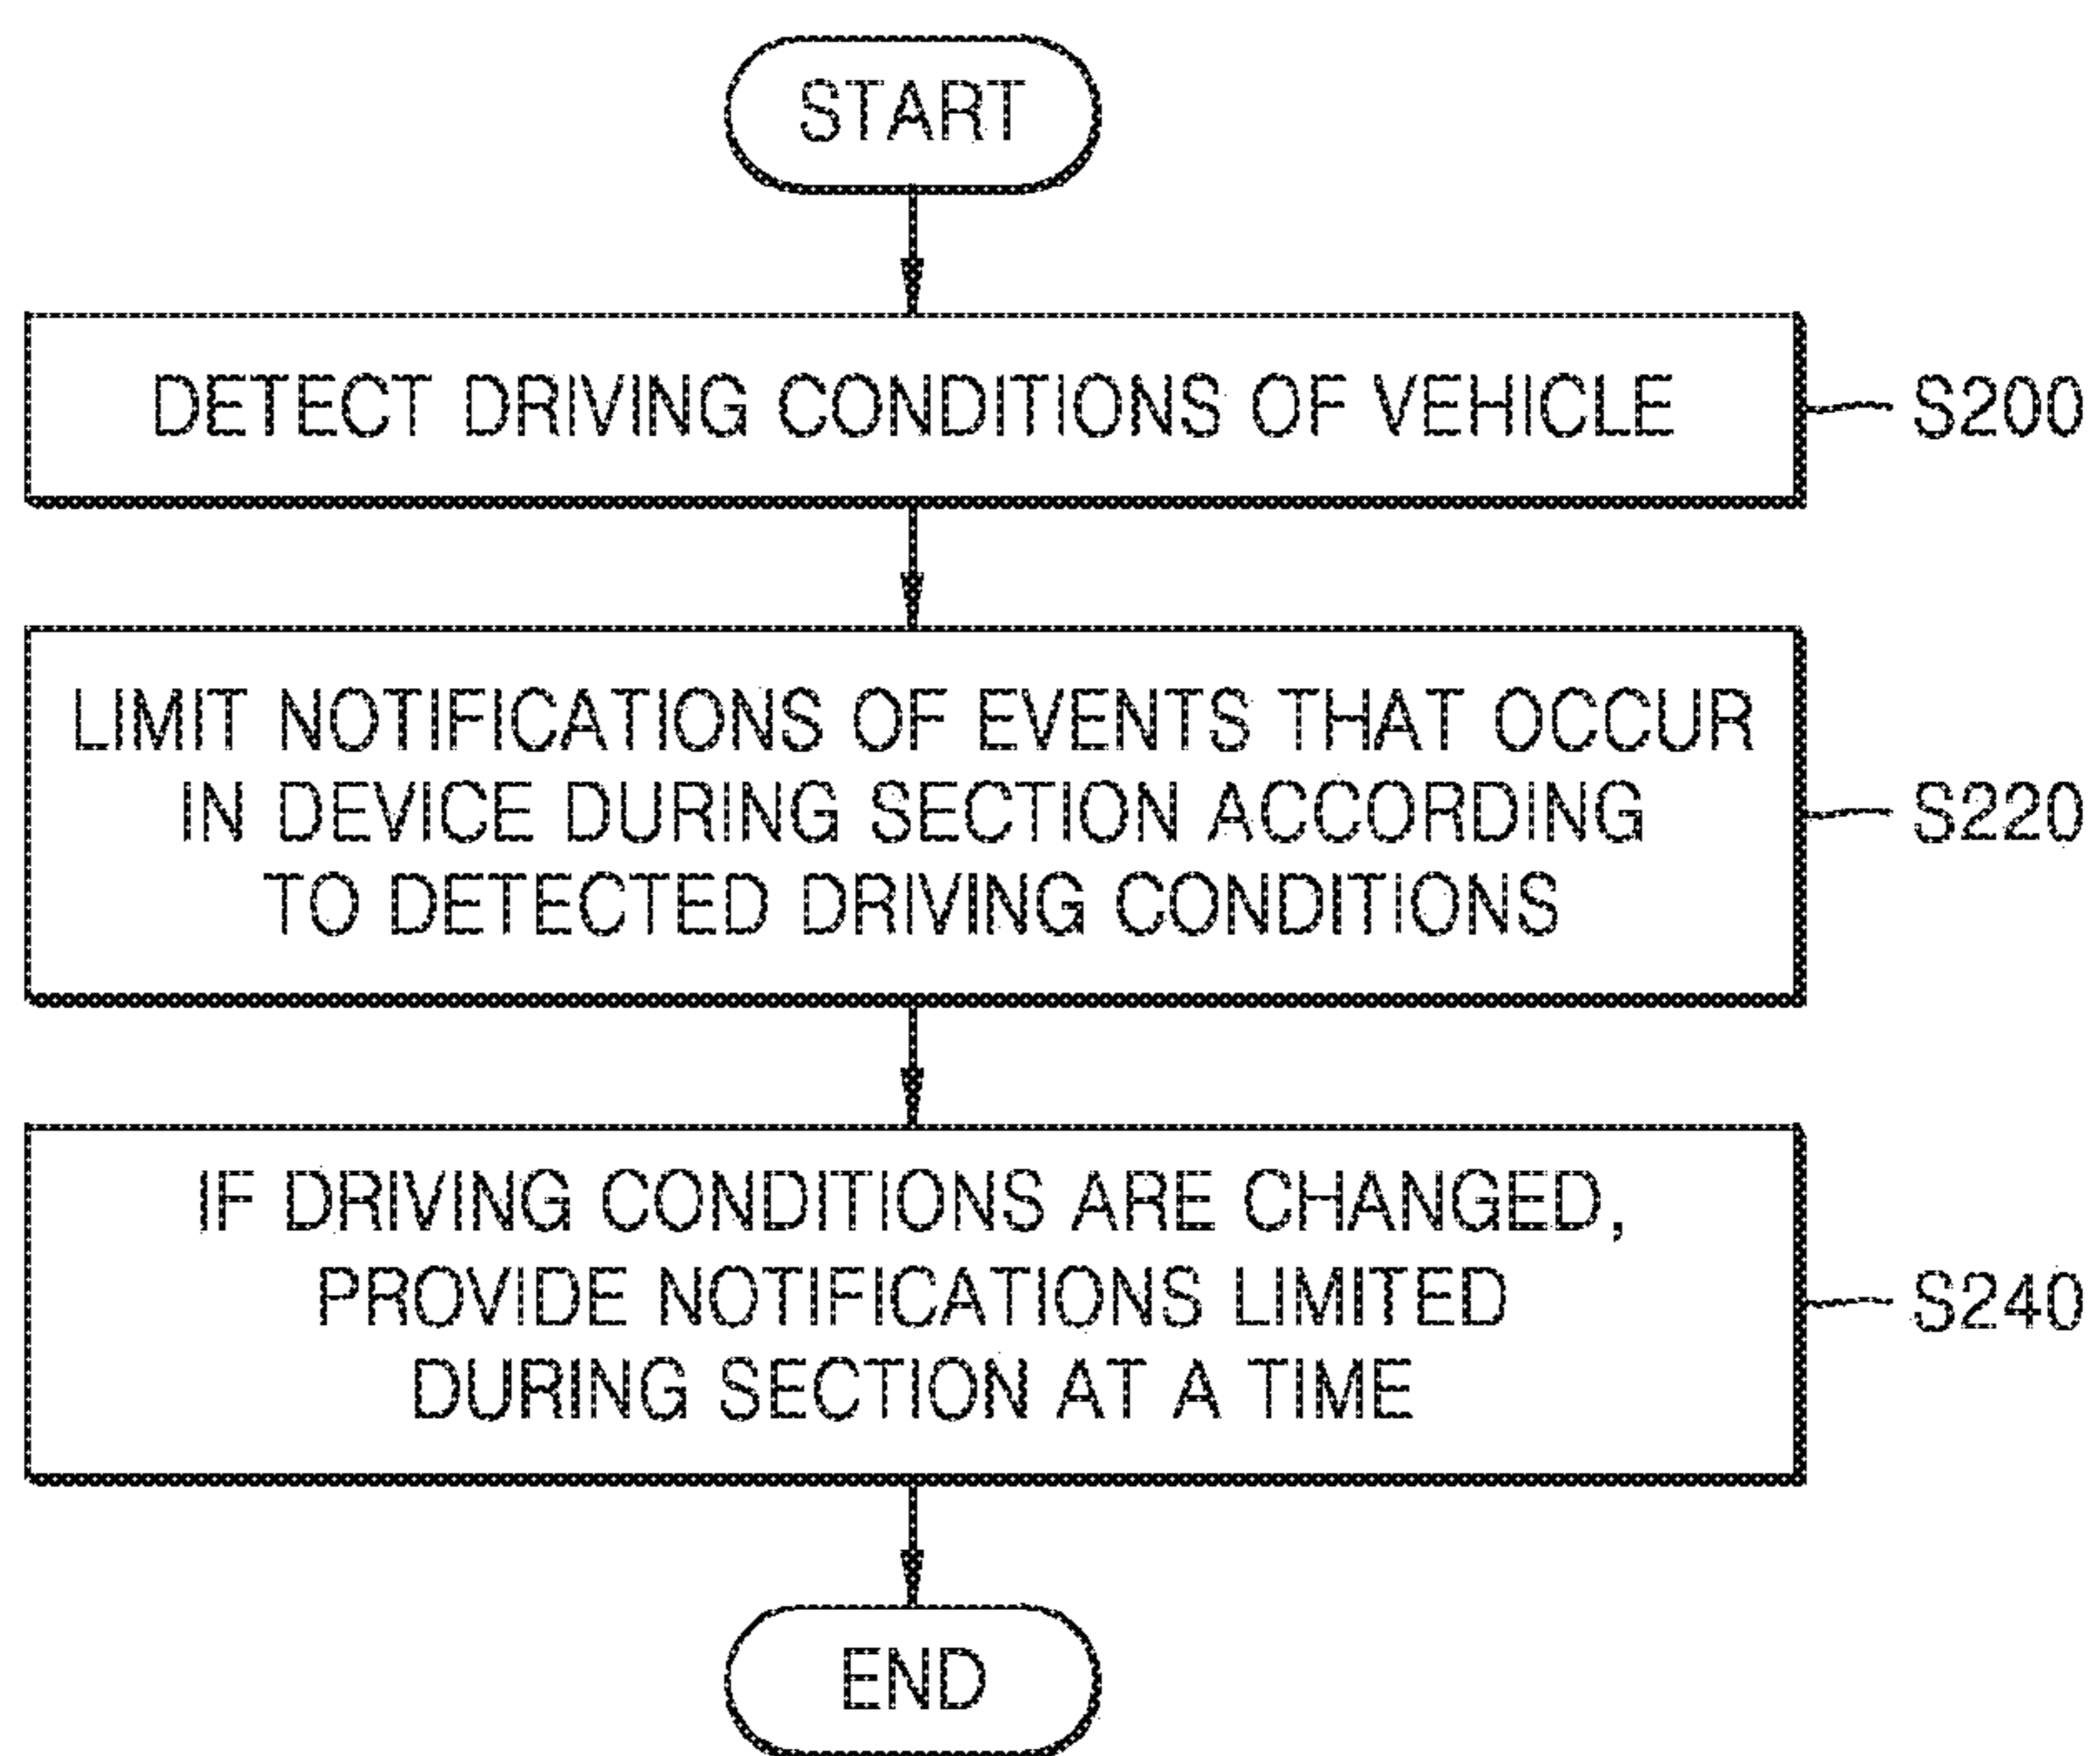 START
DETECT DRIVING CONDITIONS OF VEHICLE
S200
LIMIT NOTIFICATIONS OF EVENTS THAT OCCUR
IN DEVICE DURING SECTION ACCORDING
TO DETECTED DRIVING CONDITIONS
S220
IF DRIVING CONDITIONS ARE CHANGED,
PROVIDE NOTIFICATIONS LIMITED
DURING SECTION AT A TIME
S240
END